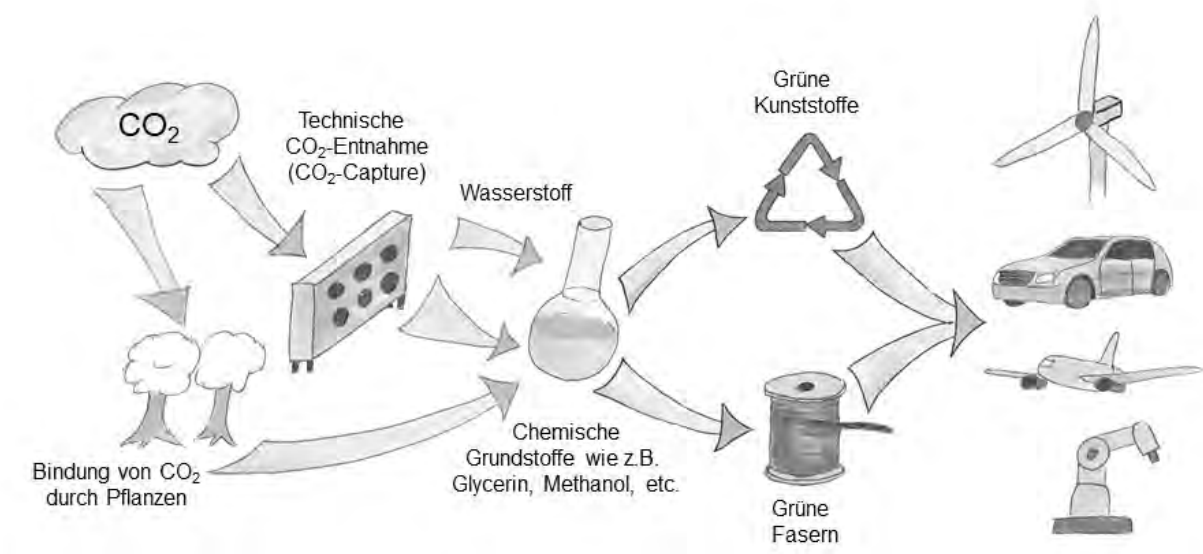 CO₂
Technische
CO₂-Entnahme
(CO₂-Capture)
Wasserstoff
Grüne
Kunststoffe
Bindung von CO₂
durch Pflanzen
Chemische
Grundstoffe wie z.B.
Glycerin, Methanol, etc.
Grüne
Fasern